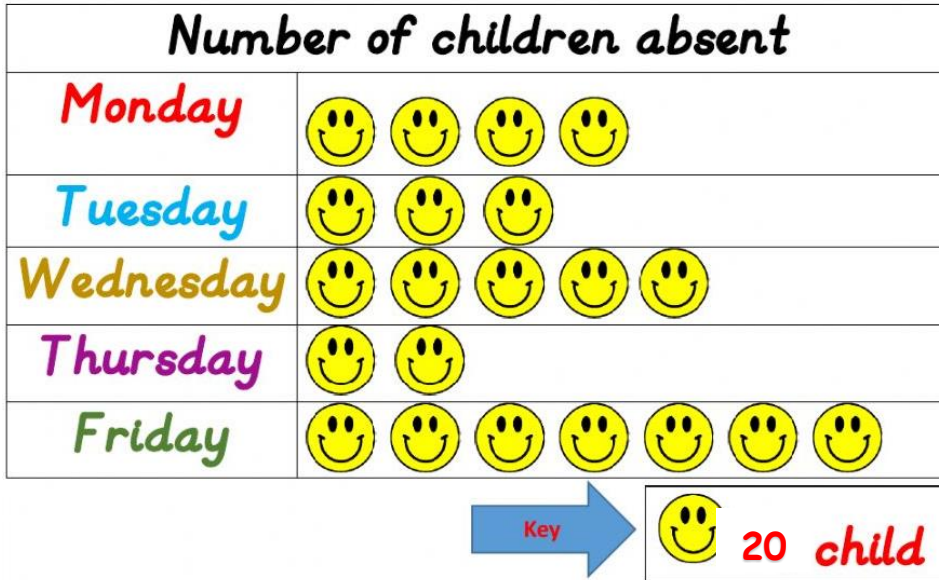 Number of children absent
Monday
Tuesday
Wednesday
Thursday
Friday
Key
20 child